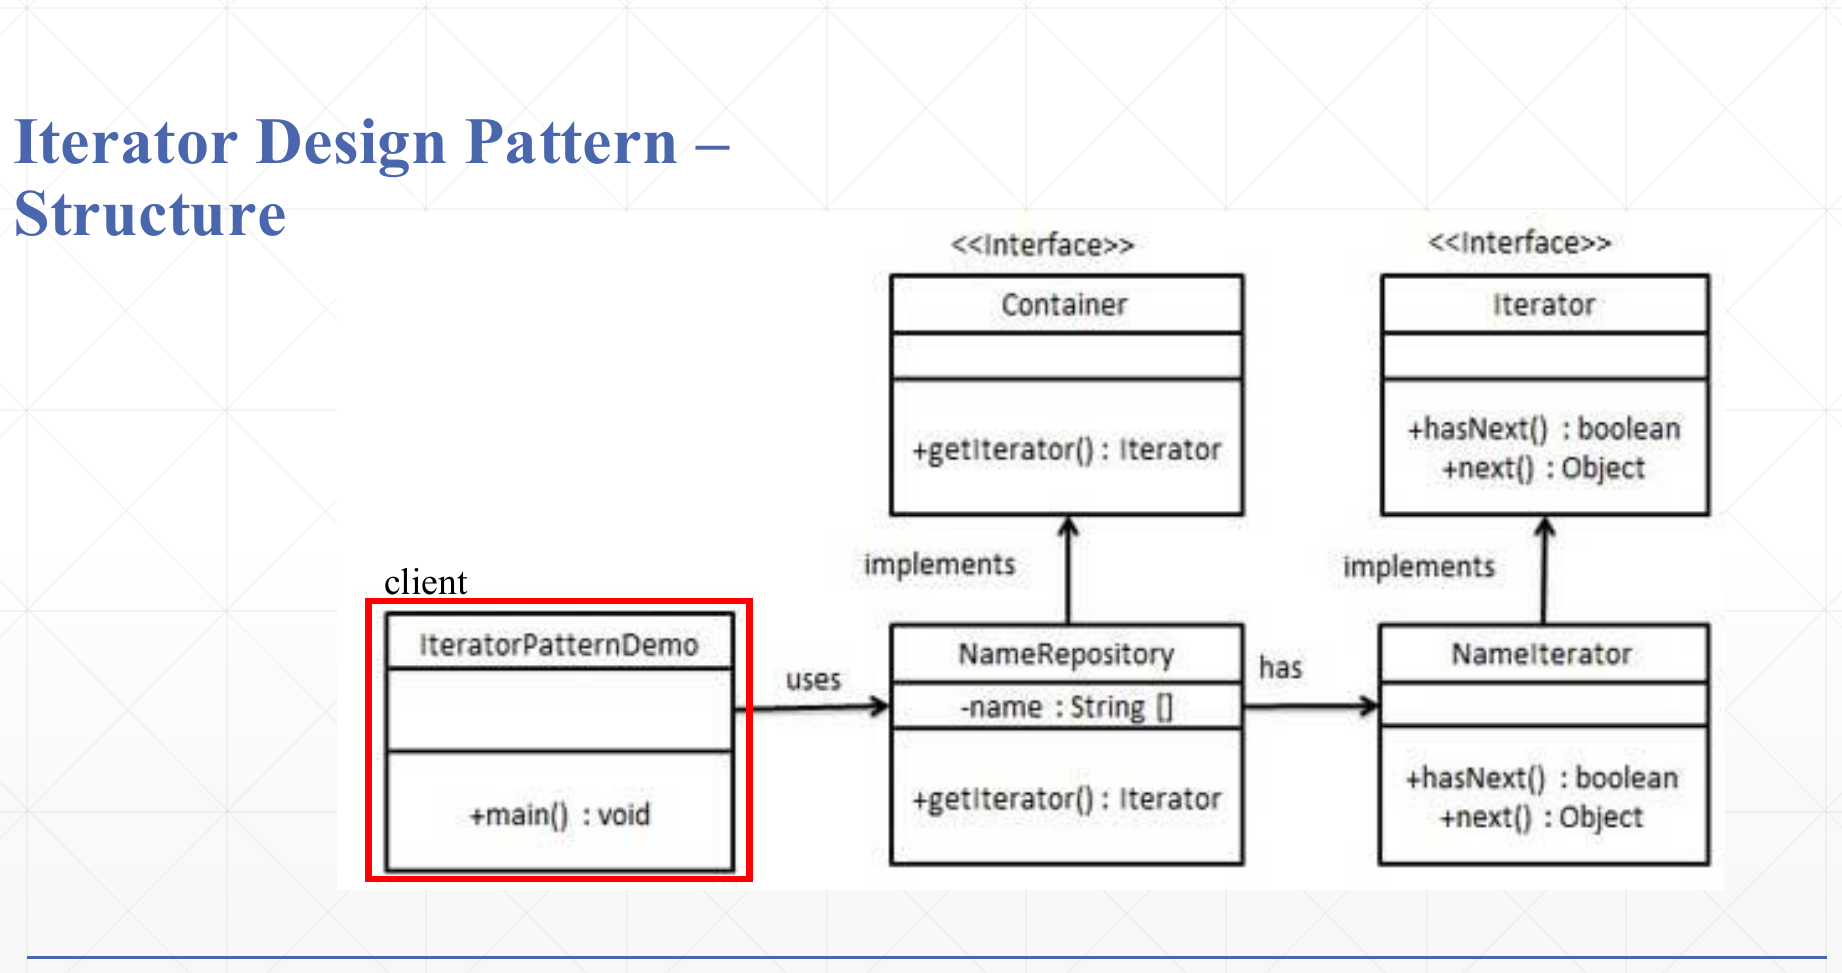 Iterator Design Pattern –
Structure
<<Interface>>
Container
+getIterator() : Iterator
<<Interface>>
Iterator
+hasNext() : boolean
+next() : Object
implements
implements
client
IteratorPatternDemo
+main() : void
uses
NameRepository
-name : String []
+getIterator() : Iterator
has
NameIterator
+hasNext() : boolean
+next() : Object